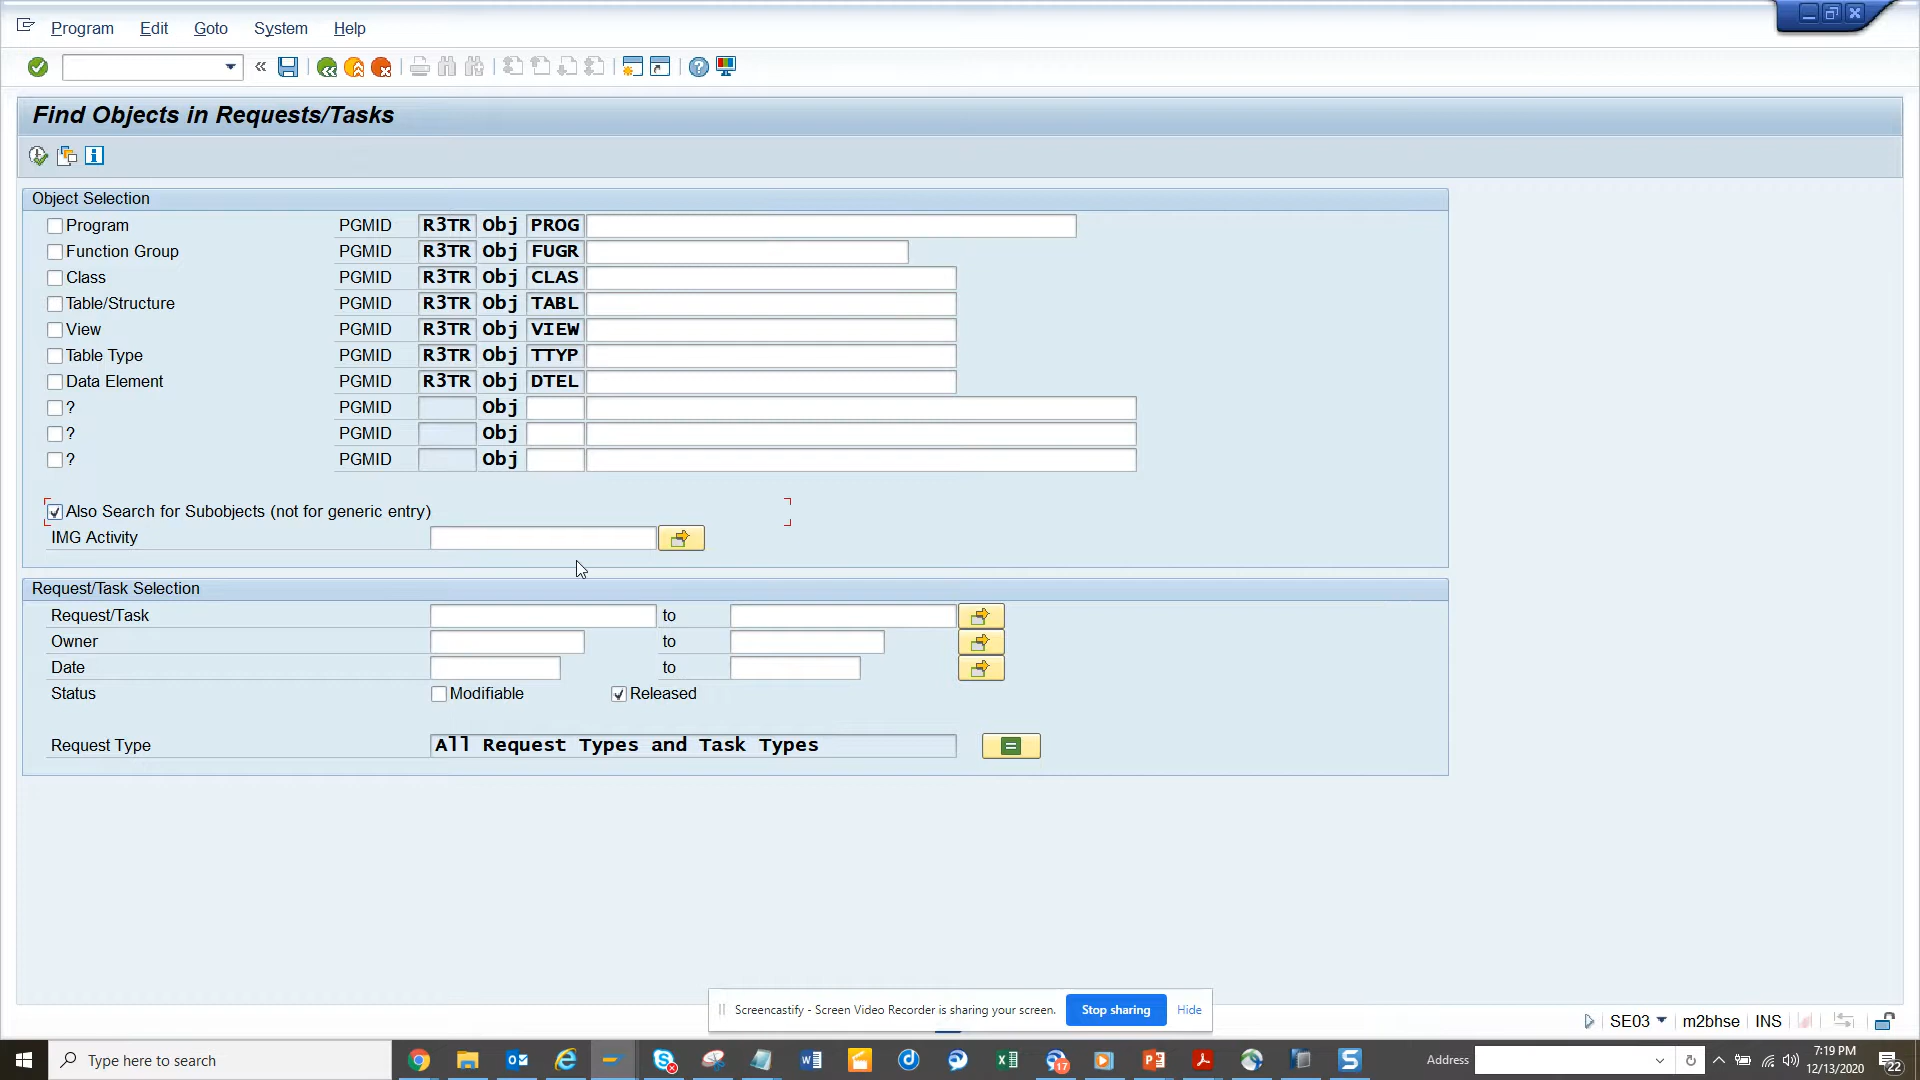 Program Edit Goto System Help
Find Objects in Requests/Tasks
Object Selection
Program PGMID R3TR Obj PROG
Function Group PGMID R3TR Obj FUGR
Class PGMID R3TR Obj CLAS
Table/Structure PGMID R3TR Obj TABL
View PGMID R3TR Obj VIEW
Table Type PGMID R3TR Obj TTYP
Data Element PGMID R3TR Obj DTEL
? PGMID Obj
? PGMID Obj
? PGMID Obj
Also Search for Subobjects (not for generic entry)
IMG Activity
Request/Task Selection
Request/Task to
Owner to
Date to
Status Modifiable Released
Request Type All Request Types and Task Types
Screencastify - Screen Video Recorder is sharing your screen. Stop sharing Hide
SE03 m2bhse INS
Type here to search
17
Address
7:19 PM
12/13/2020
22